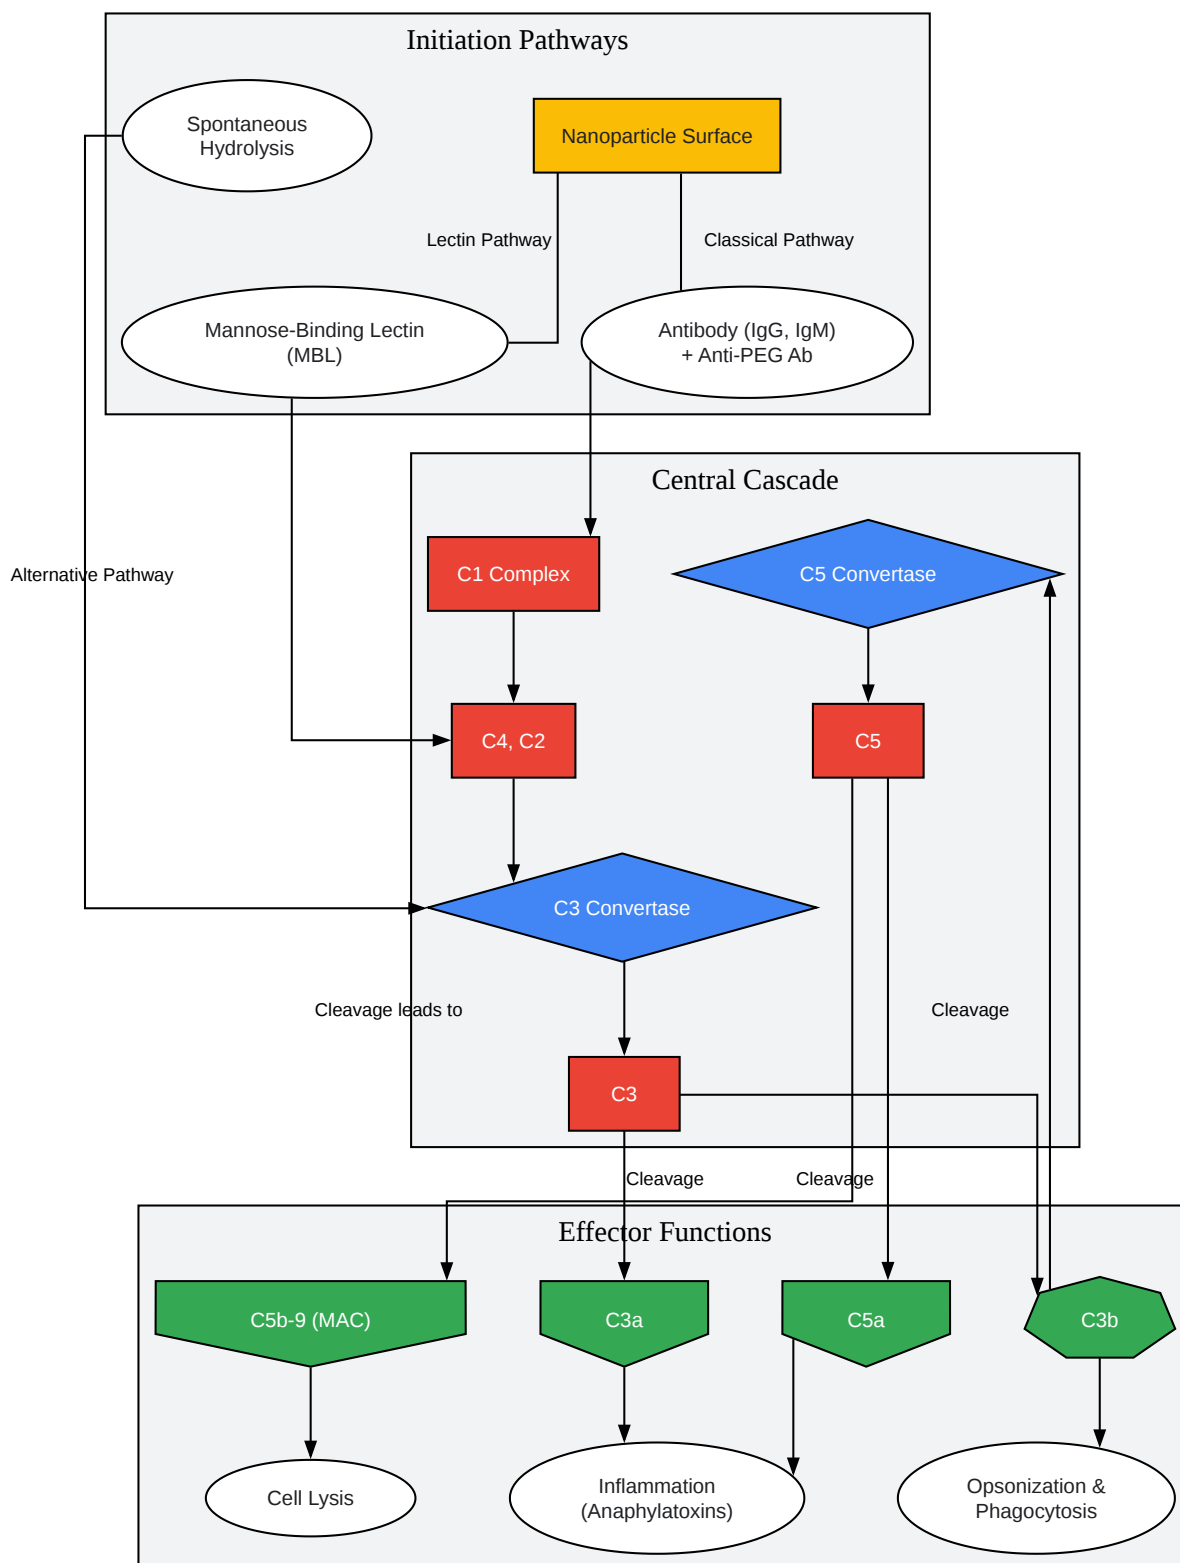 Initiation Pathways
Spontaneous
Hydrolysis
Nanoparticle Surface
Lectin Pathway
Classical Pathway
Mannose-Binding Lectin
(MBL)
Antibody (IgG, IgM)
+ Anti-PEG Ab
Central Cascade
C1 Complex
C5 Convertase
Alternative Pathway
C4, C2
C5
C3 Convertase
Cleavage leads to
Cleavage
C3
Cleavage
Cleavage
Effector Functions
C5b-9 (MAC)
C3a
C5a
C3b
Cell Lysis
Inflammation
(Anaphylatoxins)
Opsonization &
Phagocytosis